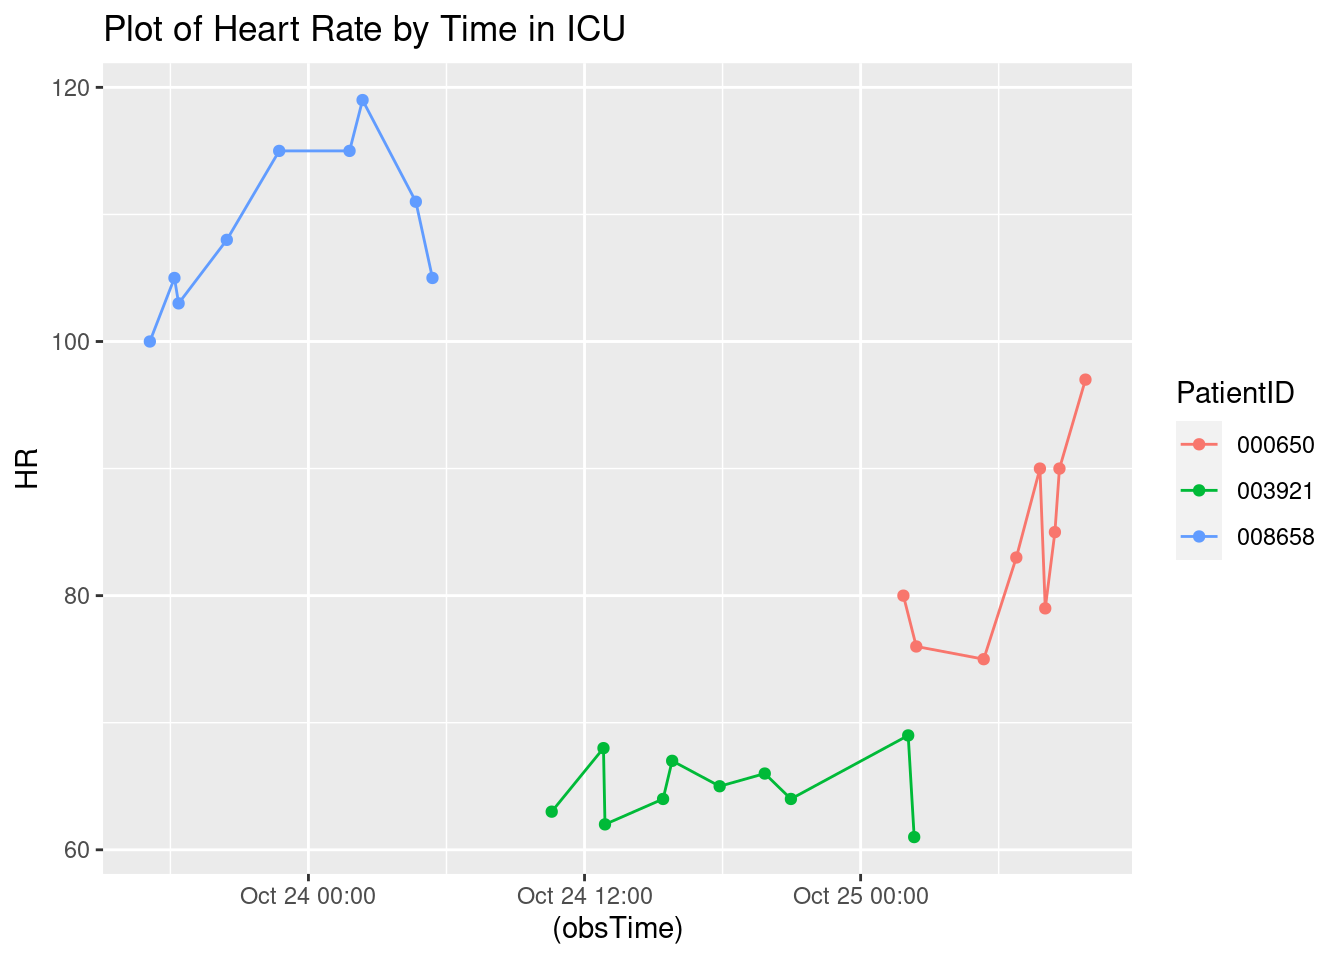 Plot of Heart Rate by Time in ICU
120
100
80
60
HR
Oct 24 00:00
Oct 24 12:00
Oct 25 00:00
(obsTime)
PatientID
000650
003921
008658